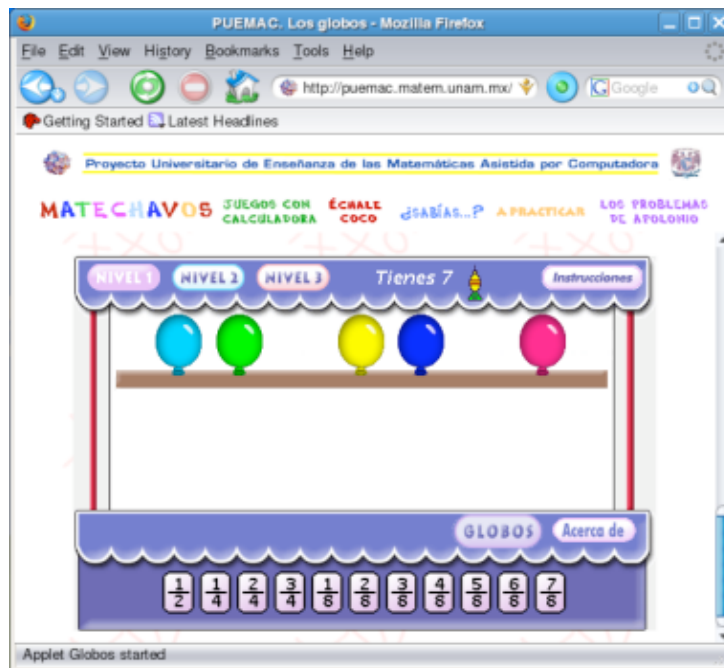 PUEMAC. Los globos - Mozilla Firefox
File Edit View History Bookmarks Tools Help
http://puemac.matem.unam.mx/ Google
Getting Started Latest Headlines
Proyecto Universitario de Enseñanza de las Matemáticas Asistida por Computadora
MATECHAVOS JUEGOS CON CALCULADORA ÉCHALE COCO ¿SABÍAS...? A PRACTICAR LOS PROBLEMAS DE APOLONIO
NIVEL 1 NIVEL 2 NIVEL 3 Tienes 7 Instrucciones
GLOBOS Acerca de
1/2 1/4 2/4 3/4 1/8 2/8 3/8 4/8 5/8 6/8 7/8
Applet Globos started